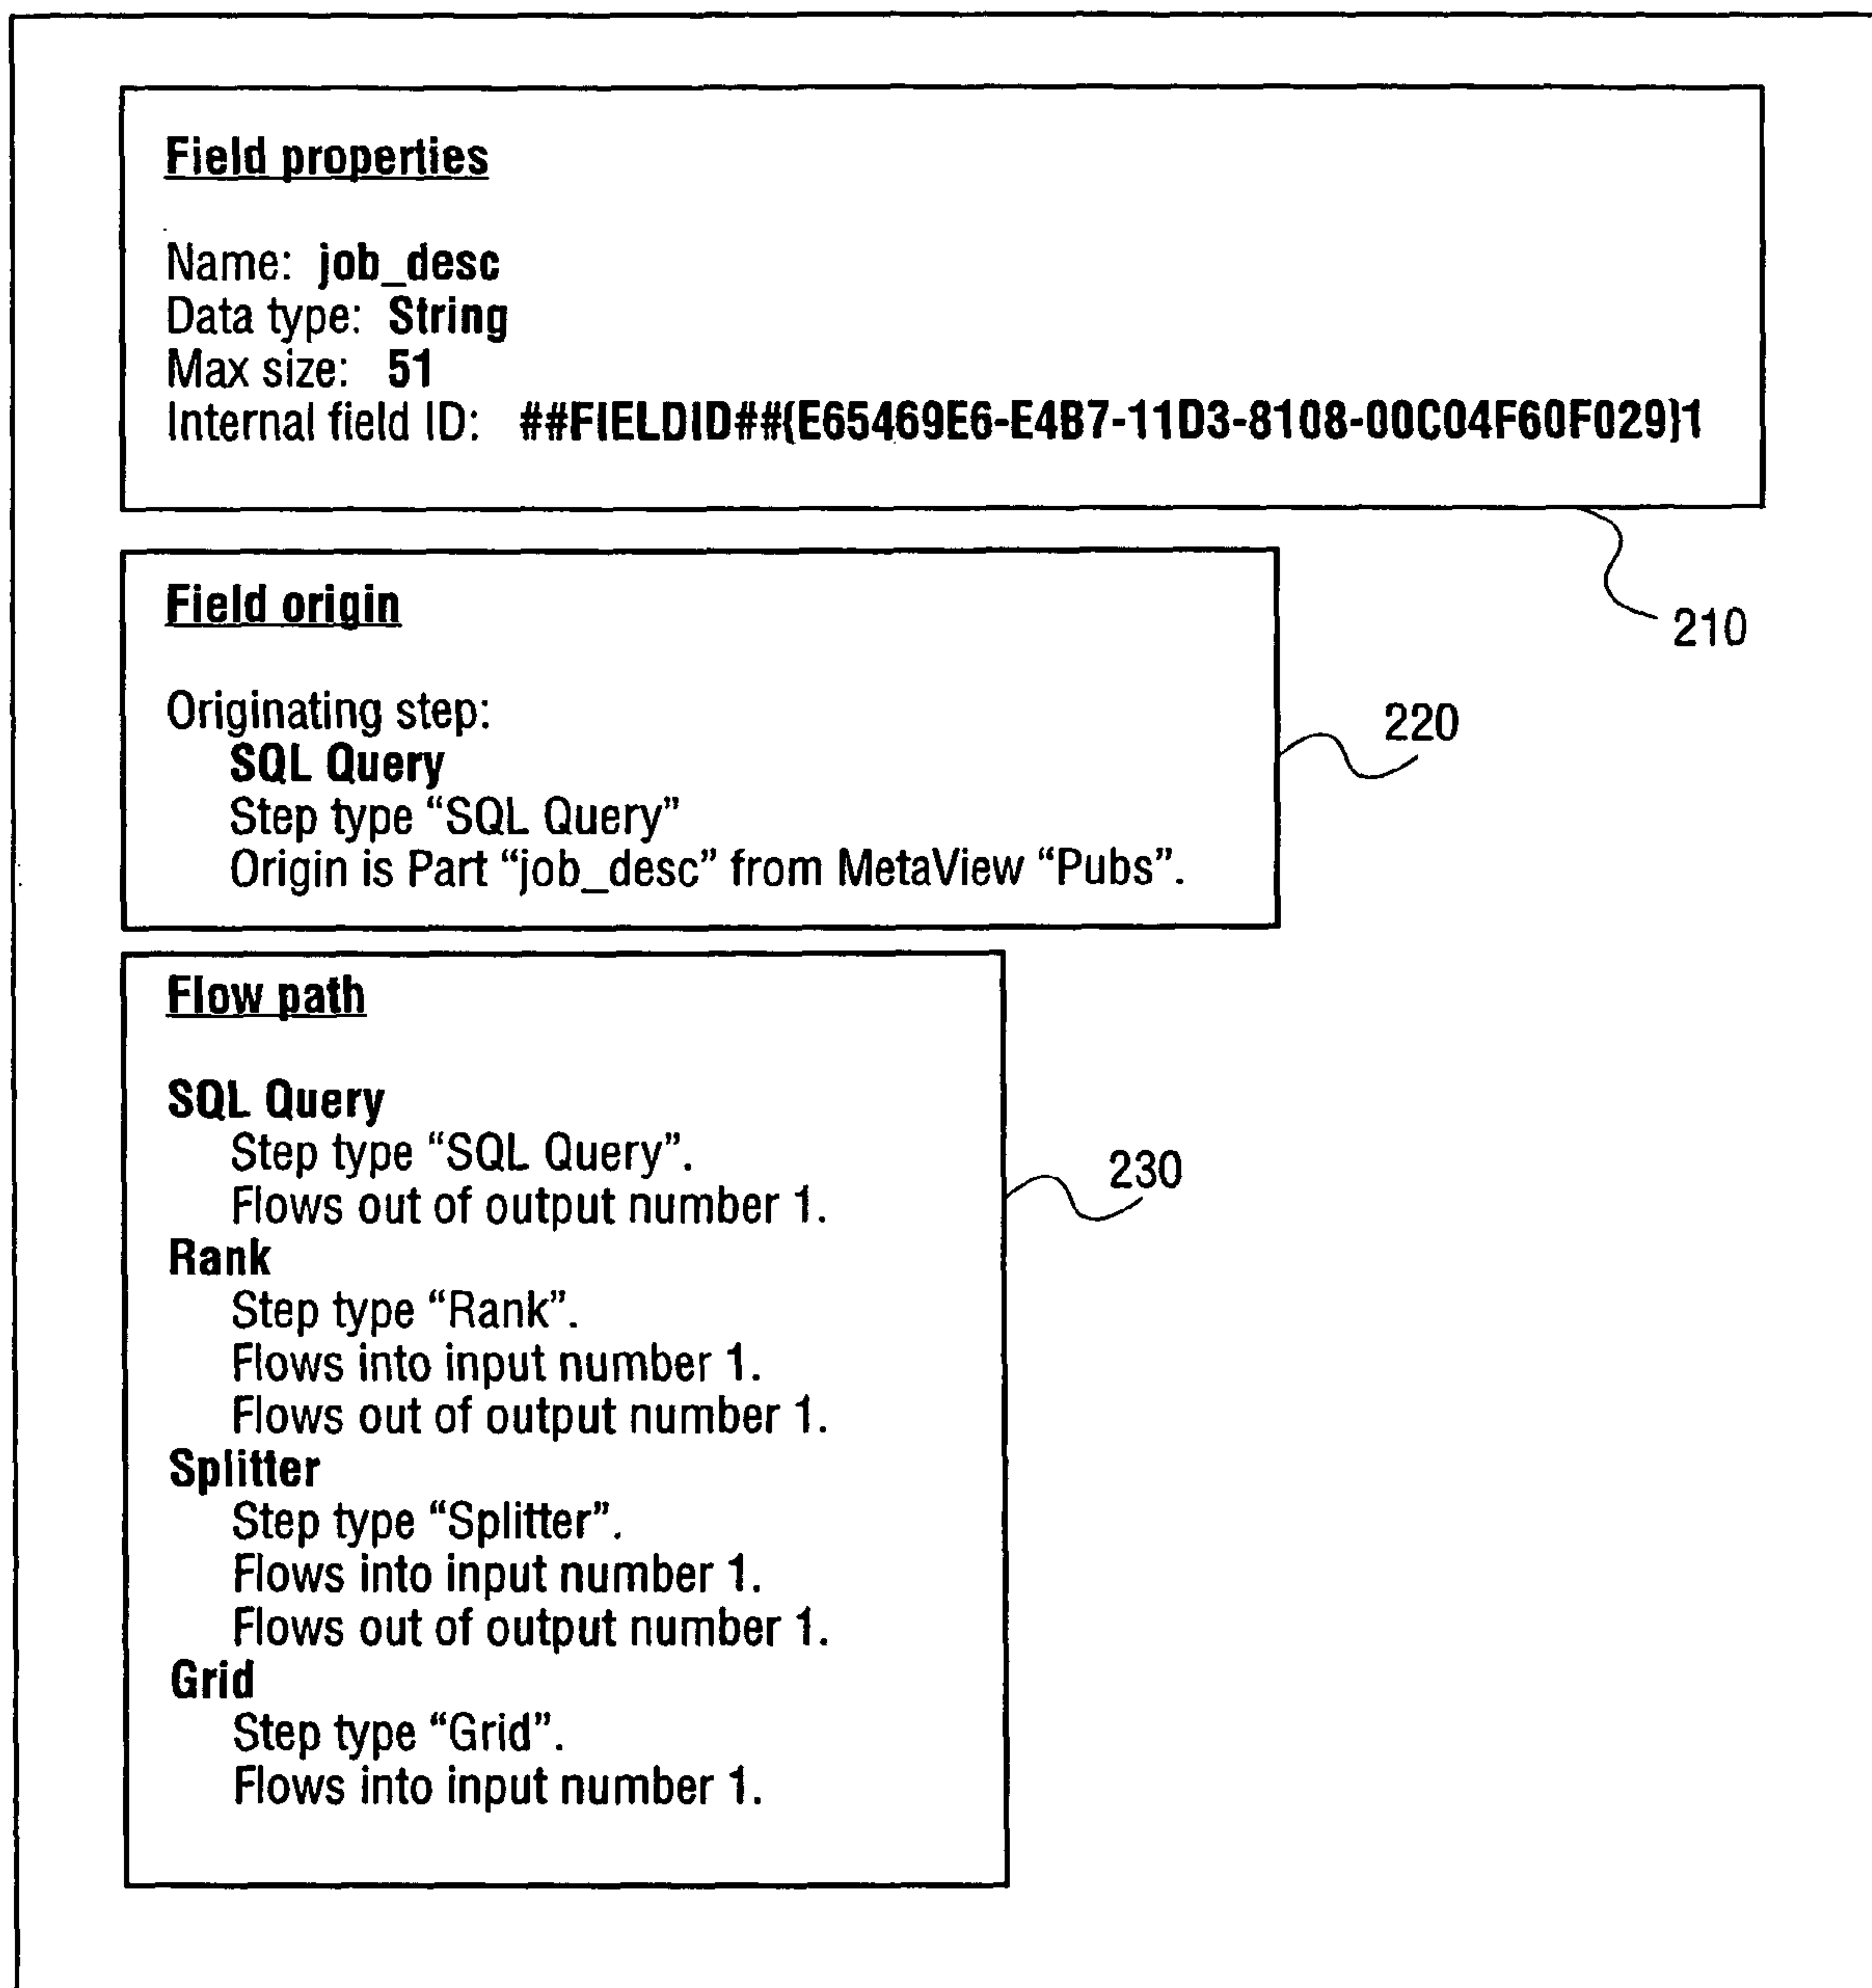 Field properties
Name: job_desc
Data type: String
Max size: 51
Internal field ID: ##FIELDID##{E65469E6-E4B7-11D3-8108-00C04F60F029}1
210
Field origin
Originating step:
SQL Query
Step type “SQL Query”
Origin is Part “job_desc” from MetaView “Pubs”.
220
Flow path
SQL Query
Step type “SQL Query”.
Flows out of output number 1.
Rank
Step type “Rank”.
Flows into input number 1.
Flows out of output number 1.
Splitter
Step type “Splitter”.
Flows into input number 1.
Flows out of output number 1.
Grid
Step type “Grid”.
Flows into input number 1.
230